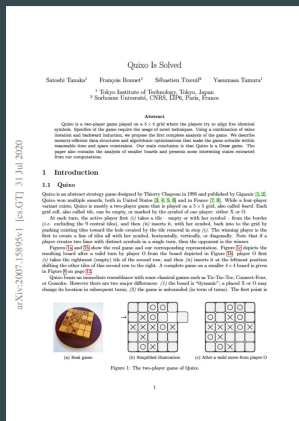 Quixo Is Solved
Satoshi Tanaka¹ François Bonnet¹ Sébastien Tixeuil² Yasumasa Tamura¹
¹ Tokyo Institute of Technology, Tokyo, Japan
² Sorbonne Université, CNRS, LIP6, Paris, France
Abstract
Quixo is a two-player game played on a 5 × 5 grid where the players try to align five identical
symbols. Specifics of the game require the usage of novel techniques. Using a combination of value
iteration and backward induction, we propose the first complete analysis of the game. We describe
memory-efficient data structures and algorithmic optimizations that make the game solvable within
reasonable time and space constraints. Our main conclusion is that Quixo is a Draw game. The
paper also contains the analysis of smaller boards and presents some interesting states extracted
from our computations.
arXiv:2007.15895v1 [cs.GT] 31 Jul 2020
1 Introduction
1.1 Quixo
Quixo is an abstract strategy game designed by Thierry Chapeau in 1995 and published by Gigamic
Quixo won multiple awards, both in United States and in France While a four-player
variant exists, Quixo is mostly a two-player game that is played on a 5 × 5 grid, also called board. Each
grid cell, also called tile, can be empty, or marked by the symbol of one player: either X or O.
At each turn, the active player first (i) takes a tile – empty or with her symbol – from the border
(i.e. excluding the 9 central tiles), and then (ii) inserts it, with her symbol, back into the grid by
pushing existing tiles toward the hole created by the tile removal in step (i). The winning player is the
first to create a line of tiles all with her symbol, horizontally, vertically, or diagonally. Note that if a
player creates two lines with distinct symbols in a single turn, then the opponent is the winner.
Figures 1a and 1b show the real game and our representation. Figure 1c depicts the
resulting board after a valid turn by player O from the board depicted in Figure 1b: player O first
(i) takes the rightmost (empty) tile of the second row, and then (ii) inserts it at the leftmost position
shifting the other tiles of this second row to the right. A complete game on a smaller 4×4 board is given
in Figure
Quixo bears an immediate resemblance with some classical games such as Tic-Tac-Toe, Connect-Four,
or Gomoku. However there are two major differences: (1) the board is "dynamic"; a placed X or O may
change its location in subsequent turns, (2) the game is unbounded (in term of turns). The first point is
(a) Real game (b) Simplified illustration (c) After a valid move from player O
Figure 1: The two-player game of Quixo
1